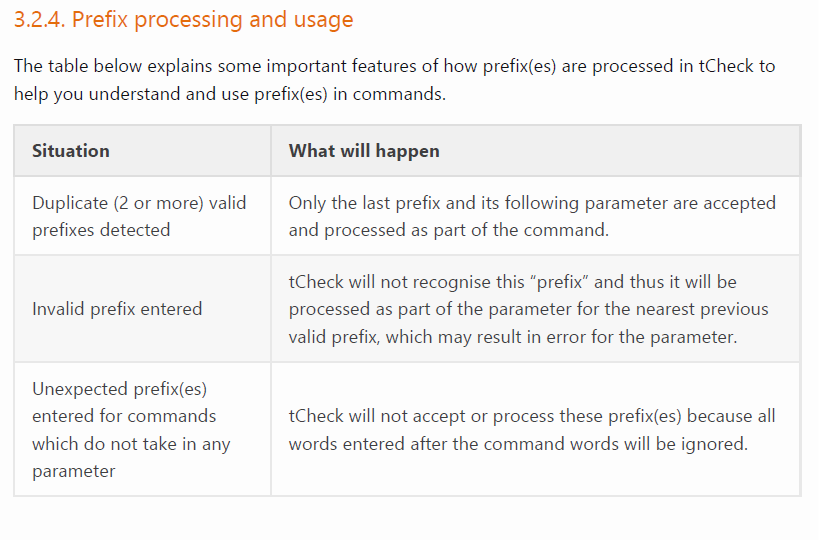 3.2.4. Prefix processing and usage
The table below explains some important features of how prefix(es) are processed in tCheck to
help you understand and use prefix(es) in commands.
Situation
What will happen
Duplicate (2 or more) valid
prefixes detected
Only the last prefix and its following parameter are accepted
and processed as part of the command.
Invalid prefix entered
tCheck will not recognise this “prefix” and thus it will be
processed as part of the parameter for the nearest previous
valid prefix, which may result in error for the parameter.
Unexpected prefix(es)
entered for commands
which do not take in any
parameter
tCheck will not accept or process these prefix(es) because all
words entered after the command words will be ignored.